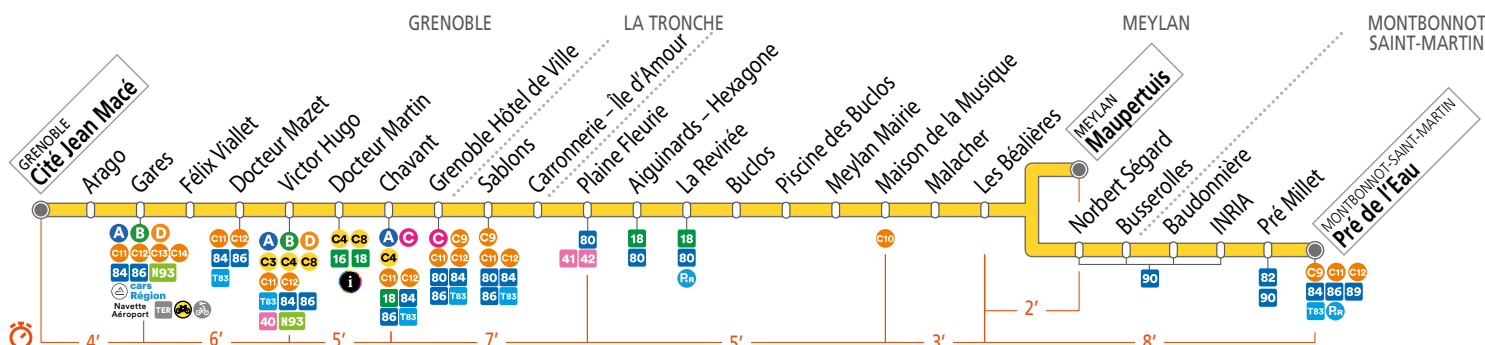 GRENOBLE
LA TRONCHE
MEYLAN
MONTBONNOT
SAINT-MARTIN
GRENOBLE
Cité Jean Macé
Arago
Gares
Félix Viallet
Docteur Mazet
Victor Hugo
Docteur Martin
Chavant
Grenoble Hôtel de Ville
Sablons
Carronnerie – Île d'Amour
Plaine Fleurie
Aiguinards – Hexagone
La Revirée
Buclos
Piscine des Buclos
Meylan Mairie
Maison de la Musique
Malacher
Les Béalières
MEYLAN
Maupertuis
Norbert Ségard
Busserolles
Baudonnière
INRIA
Pré Millet
MONTBONNOT-SAINT-MARTIN
Pré de l'Eau
A B D
C11 C12 C13 C14
84 86 N93
cars
Région
Navette
Aéroport
TER
C11 C12
84 86
T83
A B D
C3 C4 C8
C11 C12
T83 84 86
40 N93
C4 C8
16 18
i
A C
C4
C11 C12
18 84
86 T83
C C9
C11 C12
80 84
86 T83
C9
C11 C12
80 84
86 T83
80
41 42
18
80
18
80
P+R
C10
90
82
90
C9 C11 C12
84 86 89
T83 P+R
4'
6'
5'
7'
5'
3'
2'
8'